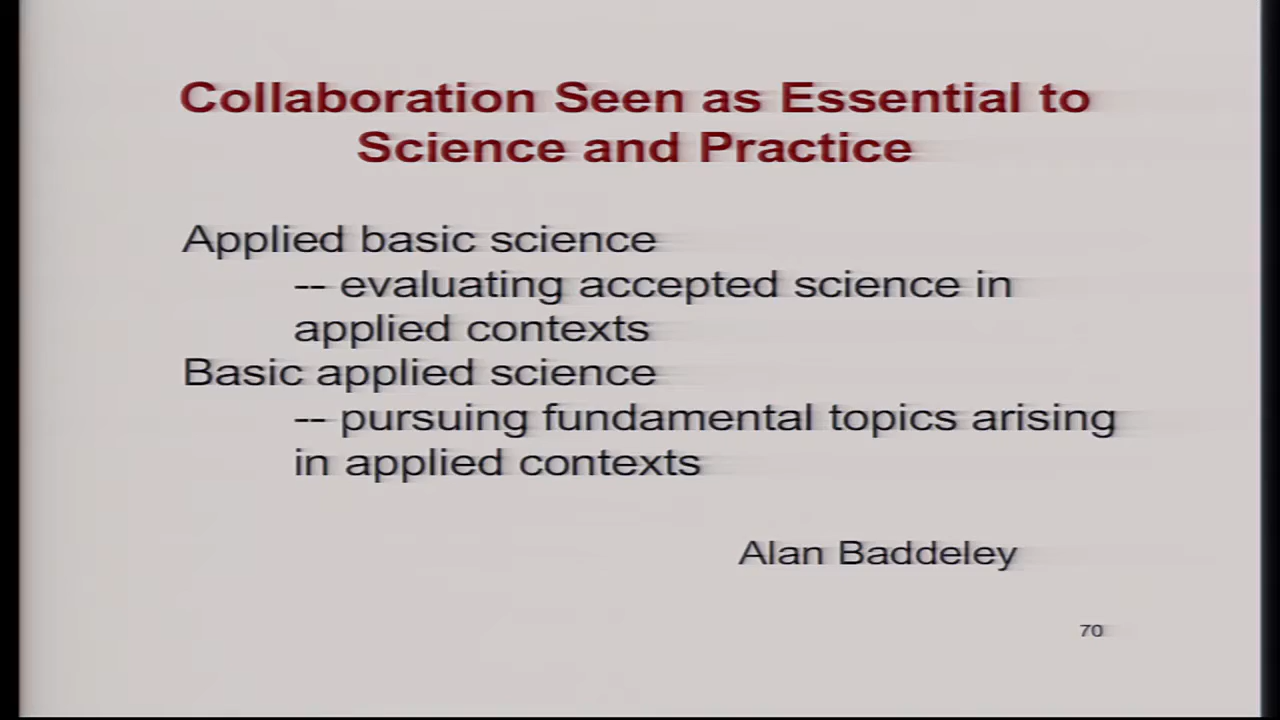 Collaboration Seen as Essential to
Science and Practice
Applied basic science
-- evaluating accepted science in
applied contexts
Basic applied science
-- pursuing fundamental topics arising
in applied contexts
Alan Baddeley
70